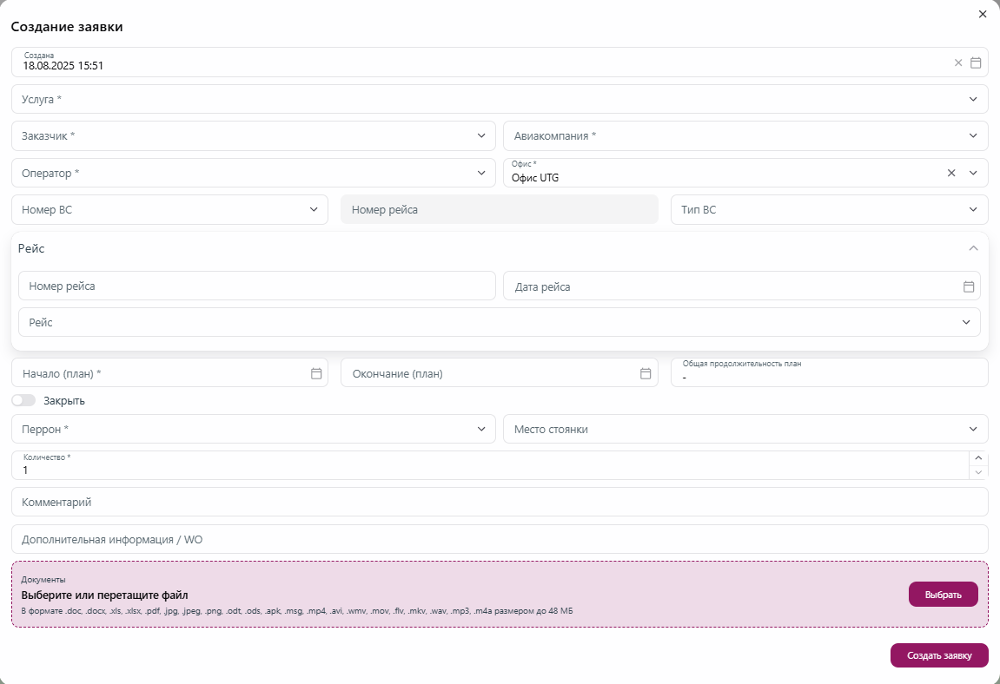 Создание заявки
Создана
18.08.2025 15:51
Услуга *
Заказчик *
Авиакомпания *
Оператор *
Офис *
Офис UTG
Номер ВС
Номер рейса
Тип ВС
Рейс
Номер рейса
Дата рейса
Рейс
Начало (план) *
Окончание (план)
Общая продолжительность план
-
Закрыть
Перрон *
Место стоянки
Количество *
1
Комментарий
Дополнительная информация / WO
Документы
Выберите или перетащите файл
В формате .doc, .docx, .xls, .xlsx, .pdf, .jpg, .jpeg, .png, .odt, .ods, .apk, .msg, .mp4, .avi, .wmv, .mov, .flv, .mkv, .wav, .mp3, .m4a размером до 48 МБ
Выбрать
Создать заявку